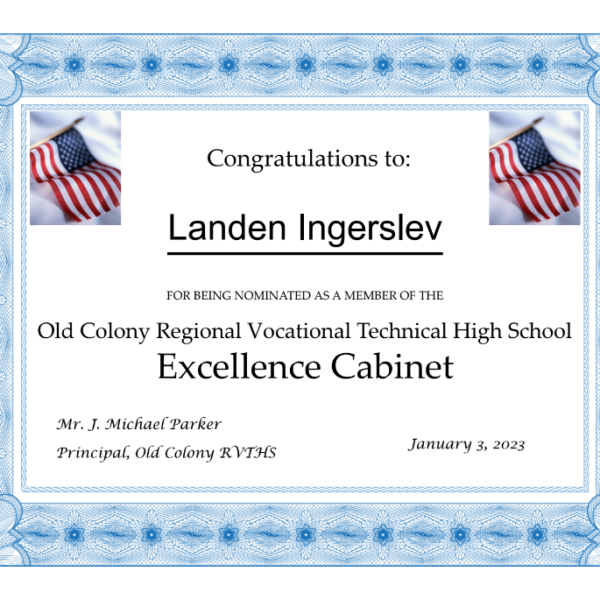 Congratulations to:
Landen Ingerslev
FOR BEING NOMINATED AS A MEMBER OF THE
Old Colony Regional Vocational Technical High School
Excellence Cabinet
Mr. J. Michael Parker
Principal, Old Colony RVTHS
January 3, 2023